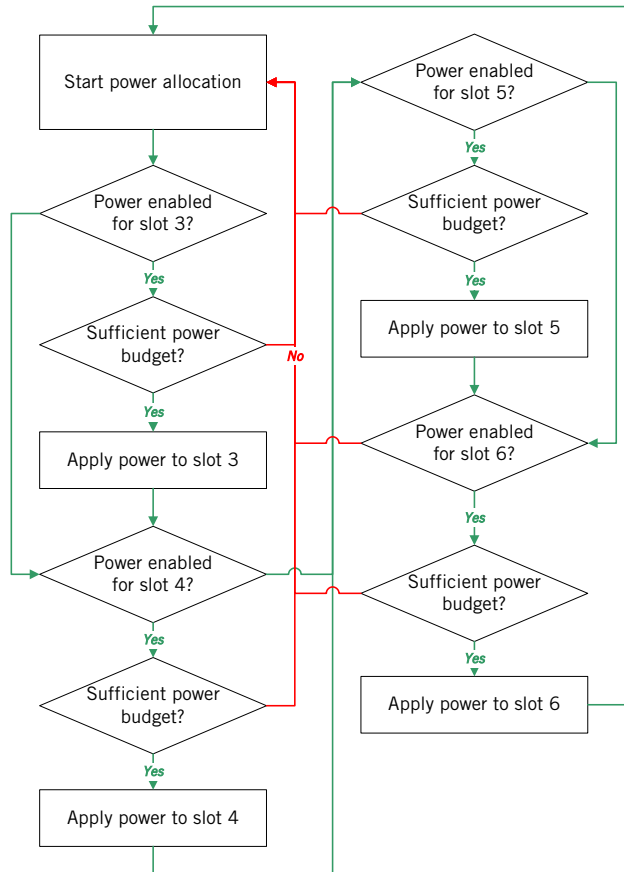 Start power allocation
Power enabled
for slot 3?
Yes
Sufficient power
budget?
Yes
Apply power to slot 3
Power enabled
for slot 4?
Yes
Sufficient power
budget?
Yes
Apply power to slot 4
No
Power enabled
for slot 5?
Yes
Sufficient power
budget?
Yes
Apply power to slot 5
Power enabled
for slot 6?
Yes
Sufficient power
budget?
Yes
Apply power to slot 6